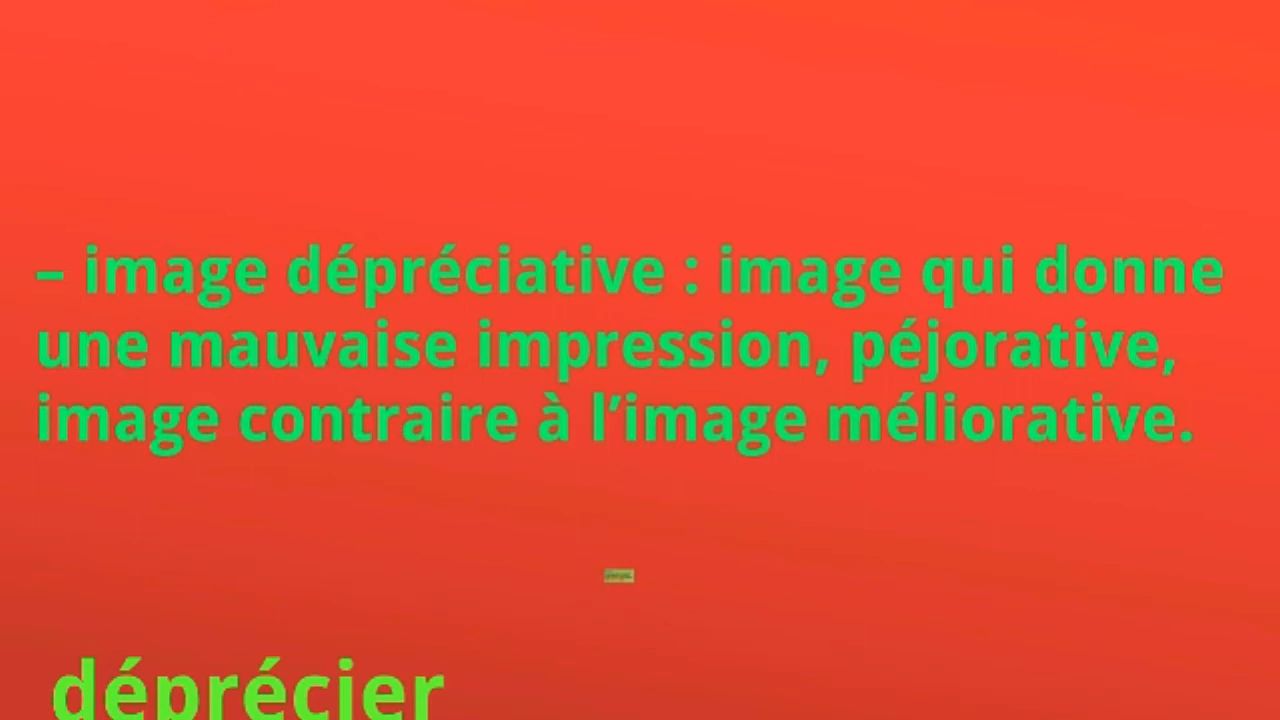 – image dépréciative : image qui donne
une mauvaise impression, péjorative,
image contraire à l’image méliorative.
déprécier